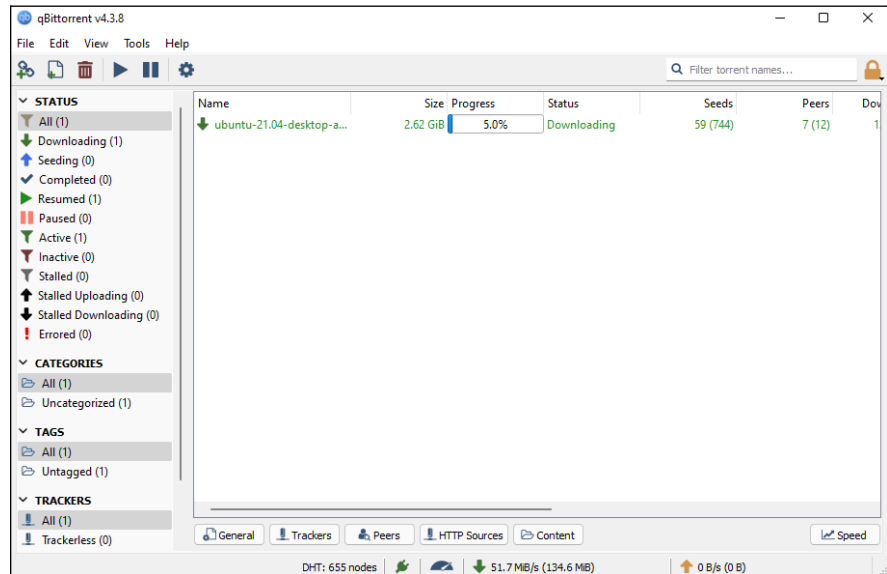 qBittorrent v4.3.8
File Edit View Tools Help
Filter torrent names...
STATUS
All (1)
Downloading (1)
Seeding (0)
Completed (0)
Resumed (1)
Paused (0)
Active (1)
Inactive (0)
Stalled (0)
Stalled Uploading (0)
Stalled Downloading (0)
Errored (0)
CATEGORIES
All (1)
Uncategorized (1)
TAGS
All (1)
Untagged (1)
TRACKERS
All (1)
Trackerless (0)
Name Size Progress Status Seeds Peers
ubuntu-21.04-desktop-a... 2.62 GiB 5.0% Downloading 59 (744) 7 (12)
General Trackers Peers HTTP Sources Content Speed
DHT: 655 nodes 51.7 MiB/s (134.6 MiB) 0 B/s (0 B)